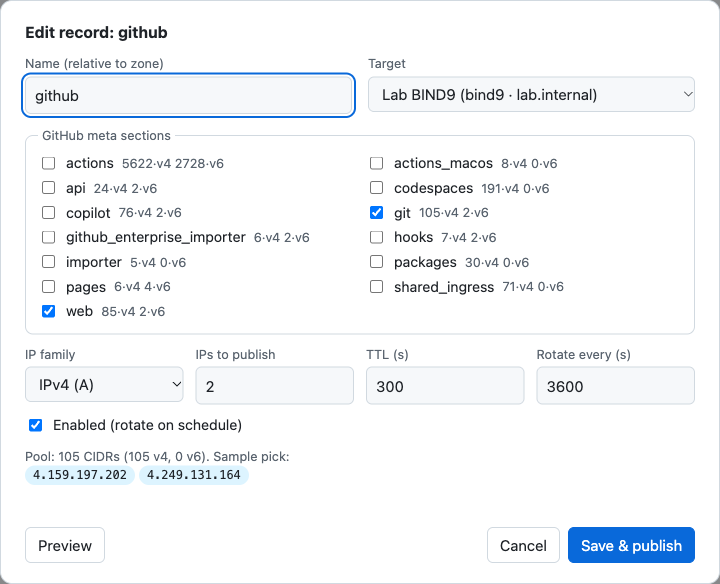 Edit record: github
Name (relative to zone)
Target
github
Lab BIND9 (bind9 · lab.internal)
GitHub meta sections
actions 5622·v4 2728·v6
actions_macos 8·v4 0·v6
api 24·v4 2·v6
codespaces 191·v4 0·v6
copilot 76·v4 2·v6
git 105·v4 2·v6
github_enterprise_importer 6·v4 2·v6
hooks 7·v4 2·v6
importer 5·v4 0·v6
packages 30·v4 0·v6
pages 6·v4 4·v6
shared_ingress 71·v4 0·v6
web 85·v4 2·v6
IP family
IPs to publish
TTL (s)
Rotate every (s)
IPv4 (A)
2
300
3600
Enabled (rotate on schedule)
Pool: 105 CIDRs (105 v4, 0 v6). Sample pick:
4.159.197.202 4.249.131.164
Preview
Cancel
Save & publish